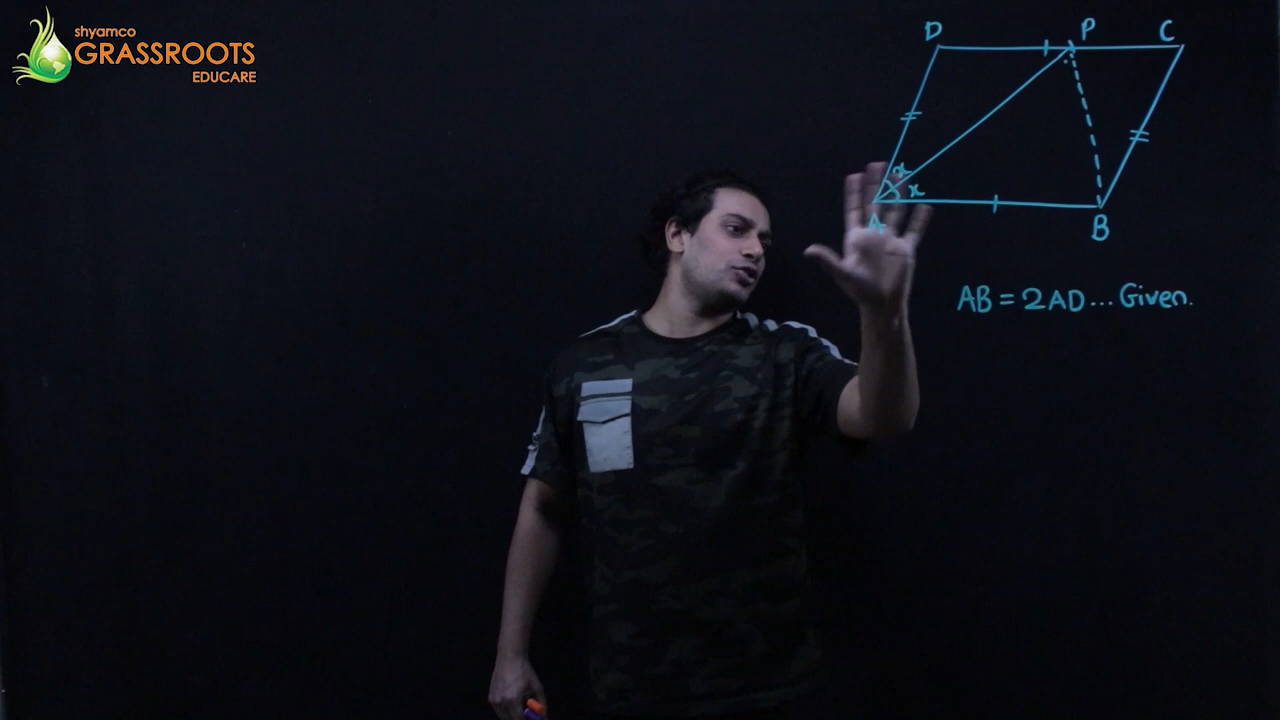 shyamco
GRASSROOTS
EDUCARE
D P C
x
x
A B
AB = 2AD ... Given.